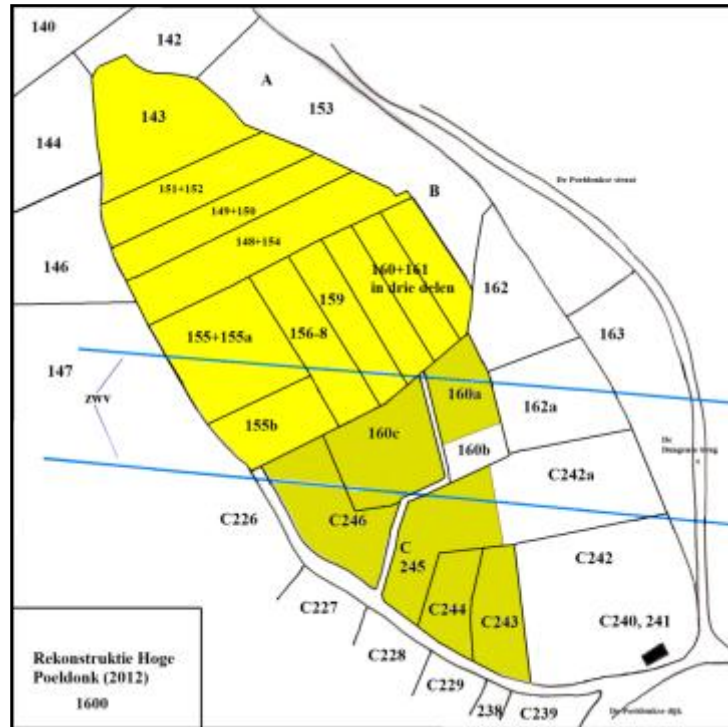 140
142
A
153
143
144
151+152
149+150
B
148+154
De Poeldonkse straat
146
160+161
in drie delen
162
159
163
155+155a
156-8
147
zwv
160a
162a
155b
160c
160b
De
C242a
C226
C246
C
245
C242
C244
C243
C227
C240, 241
C228
C229
238
C239
Rekonstruktie Hoge
Poeldonk (2012)
1600
De Poeldonkse dijk